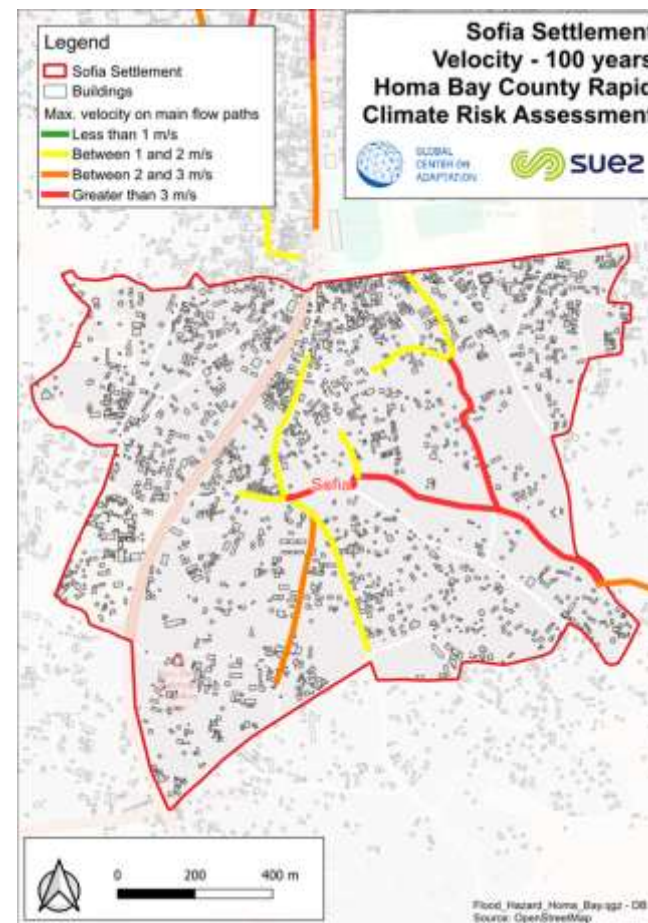 Sofia Settlement
Velocity - 100 years
Homa Bay County Rapid
Climate Risk Assessment
GLOBAL
CENTER ON
ADAPTATION
suez
Legend
Sofia Settlement
Buildings
Max. velocity on main flow paths
Less than 1 m/s
Between 1 and 2 m/s
Between 2 and 3 m/s
Greater than 3 m/s
Sofia
0 200 400 m
Flood_Hazard_Homa_Bay.qgz - DB
Source: OpenStreetMap